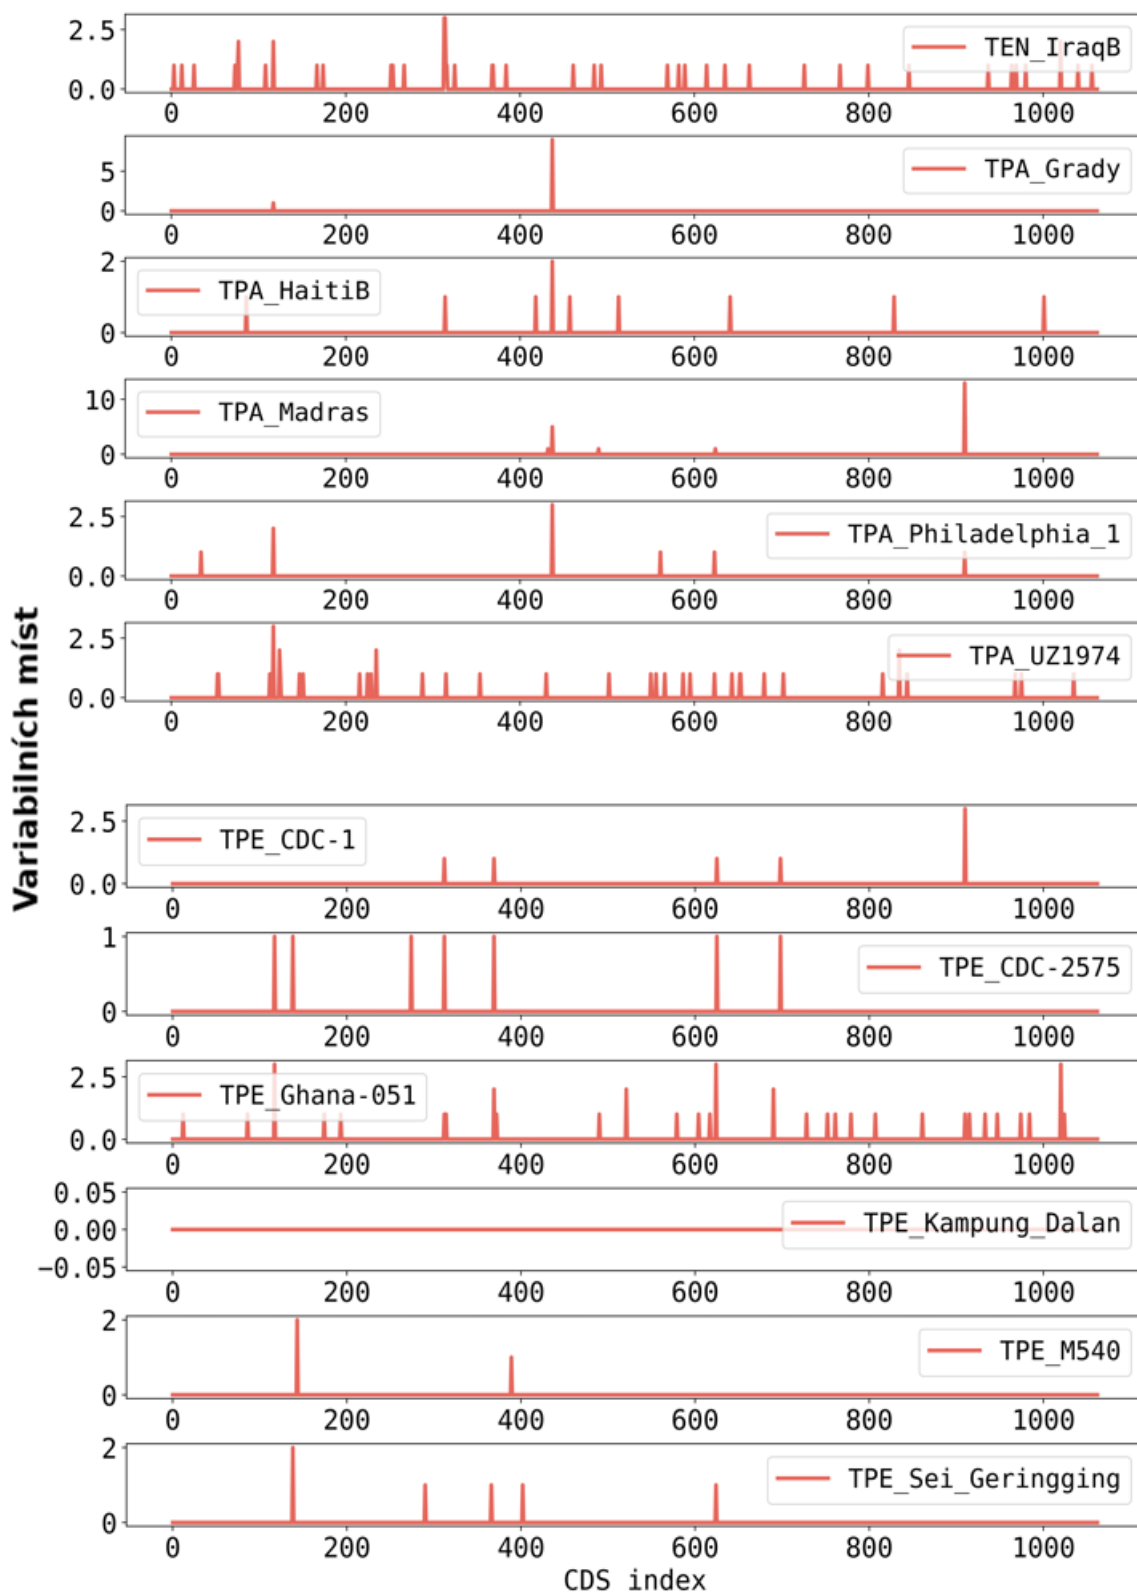 2.5
TEN_IraqB
0.0
0 200 400 600 800 1000
5
TPA_Grady
0
0 200 400 600 800 1000
2
TPA_HaitiB
0
0 200 400 600 800 1000
10
TPA_Madras
0
0 200 400 600 800 1000
2.5
TPA_Philadelphia_1
0.0
0 200 400 600 800 1000
2.5
TPA_UZ1974
0.0
0 200 400 600 800 1000
Variabilních míst
2.5
TPE_CDC-1
0.0
0 200 400 600 800 1000
1
TPE_CDC-2575
0
0 200 400 600 800 1000
2.5
TPE_Ghana-051
0.0
0 200 400 600 800 1000
0.05
0.00
TPE_Kampung_Dalan
−0.05
0 200 400 600 800 1000
2
TPE_M540
0
0 200 400 600 800 1000
2
TPE_Sei_Geringging
0
0 200 400 600 800 1000
CDS index